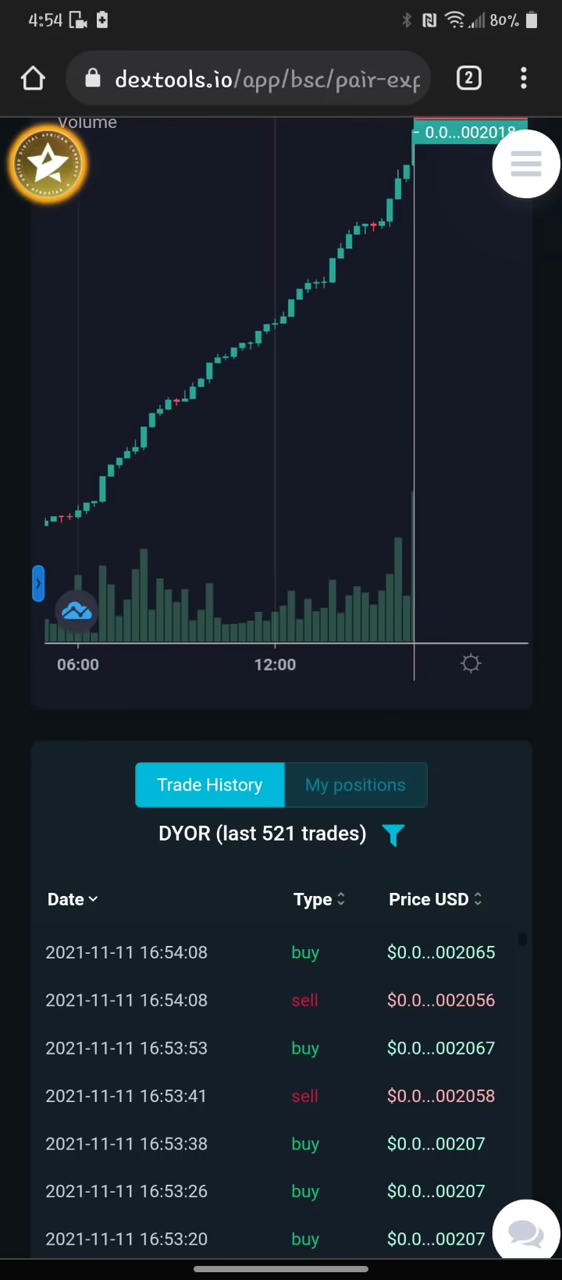 4:54
80%
dextools.io/app/bsc/pair-exp
2
Volume
0.0...002018
06:00
12:00
Trade History
My positions
DYOR (last 521 trades)
Date
Type
Price USD
2021-11-11 16:54:08 buy $0.0...002065
2021-11-11 16:54:08 sell $0.0...002056
2021-11-11 16:53:53 buy $0.0...002067
2021-11-11 16:53:41 sell $0.0...002058
2021-11-11 16:53:38 buy $0.0...00207
2021-11-11 16:53:26 buy $0.0...00207
2021-11-11 16:53:20 buy $0.0...00207